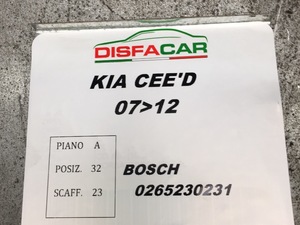 DISFACAR
KIA CEE'D
07>12
PIANO A
POSIZ. 32
SCAFF. 23
BOSCH
0265230231